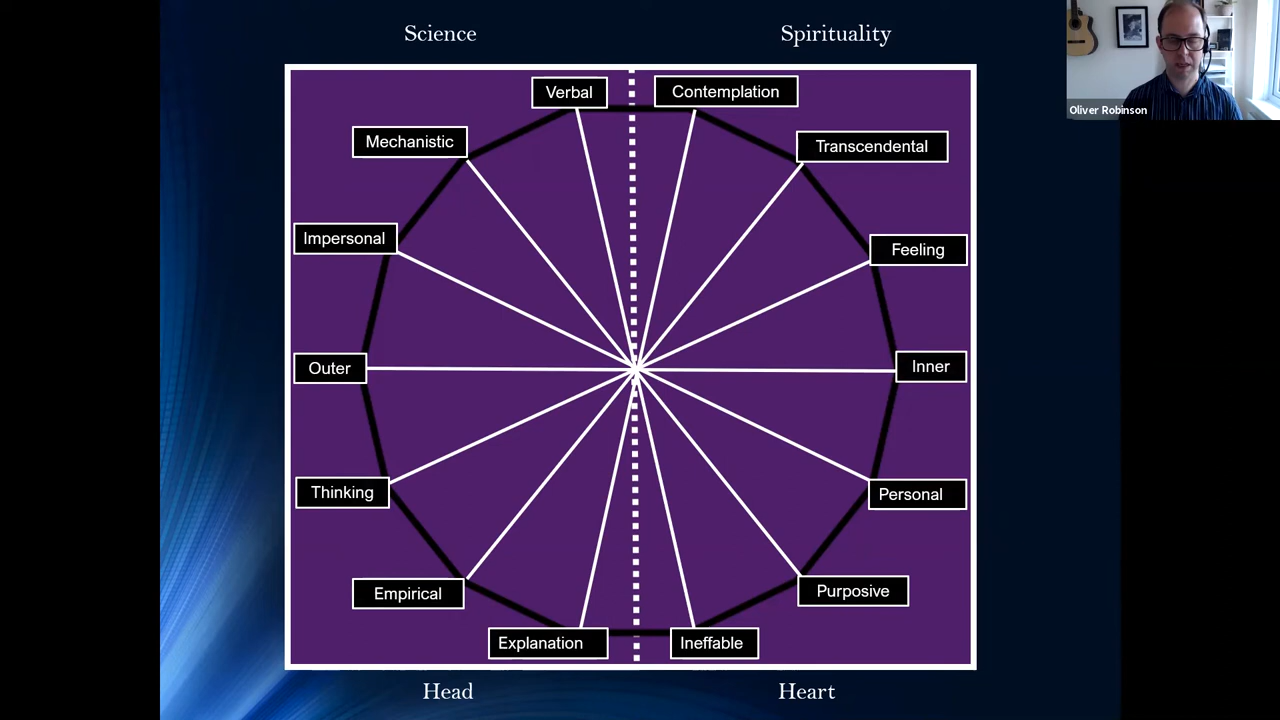 Science
Spirituality
Oliver Robinson
Verbal
Contemplation
Mechanistic
Transcendental
Impersonal
Feeling
Outer
Inner
Thinking
Personal
Empirical
Purposive
Explanation
Ineffable
Head
Heart